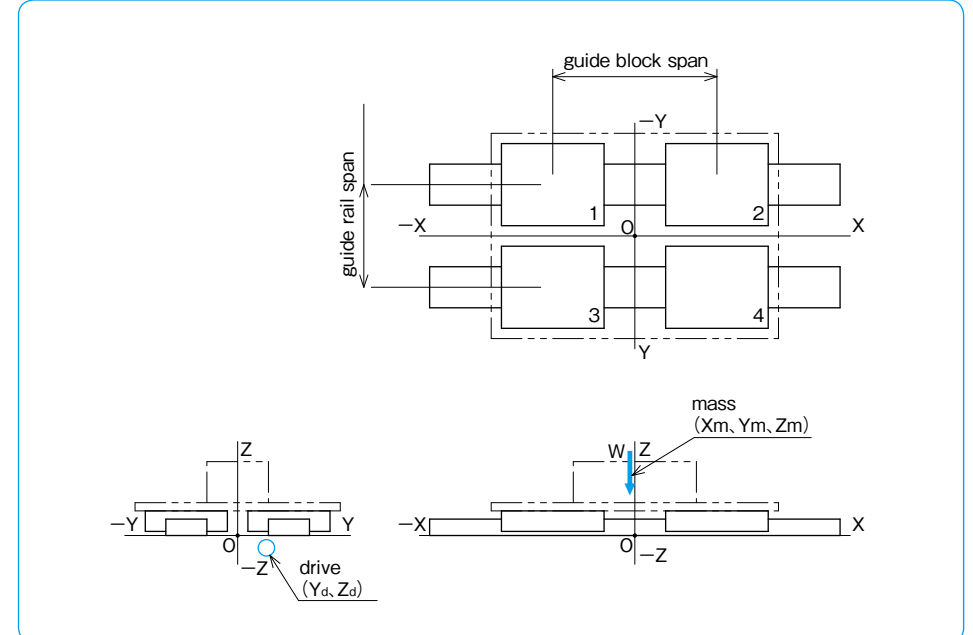 guide block span
−Y
guide rail span
1
2
−X
O
X
3
4
Y
mass
(Xm、Ym、Zm)
Z
W
Z
−Y
Y
−X
X
O
−Z
O
−Z
drive
(Yd、Zd)